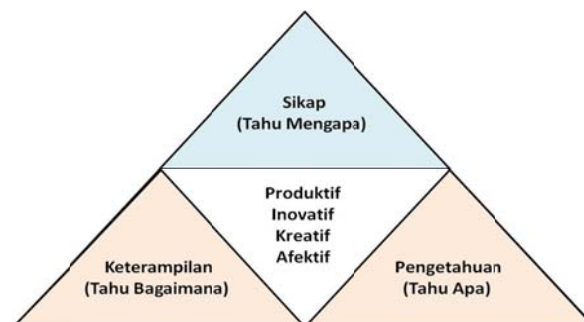 Sikap
(Tahu Mengapa)
Produktif
Inovatif
Kreatif
Afektif
Keterampilan
(Tahu Bagaimana)
Pengetahuan
(Tahu Apa)